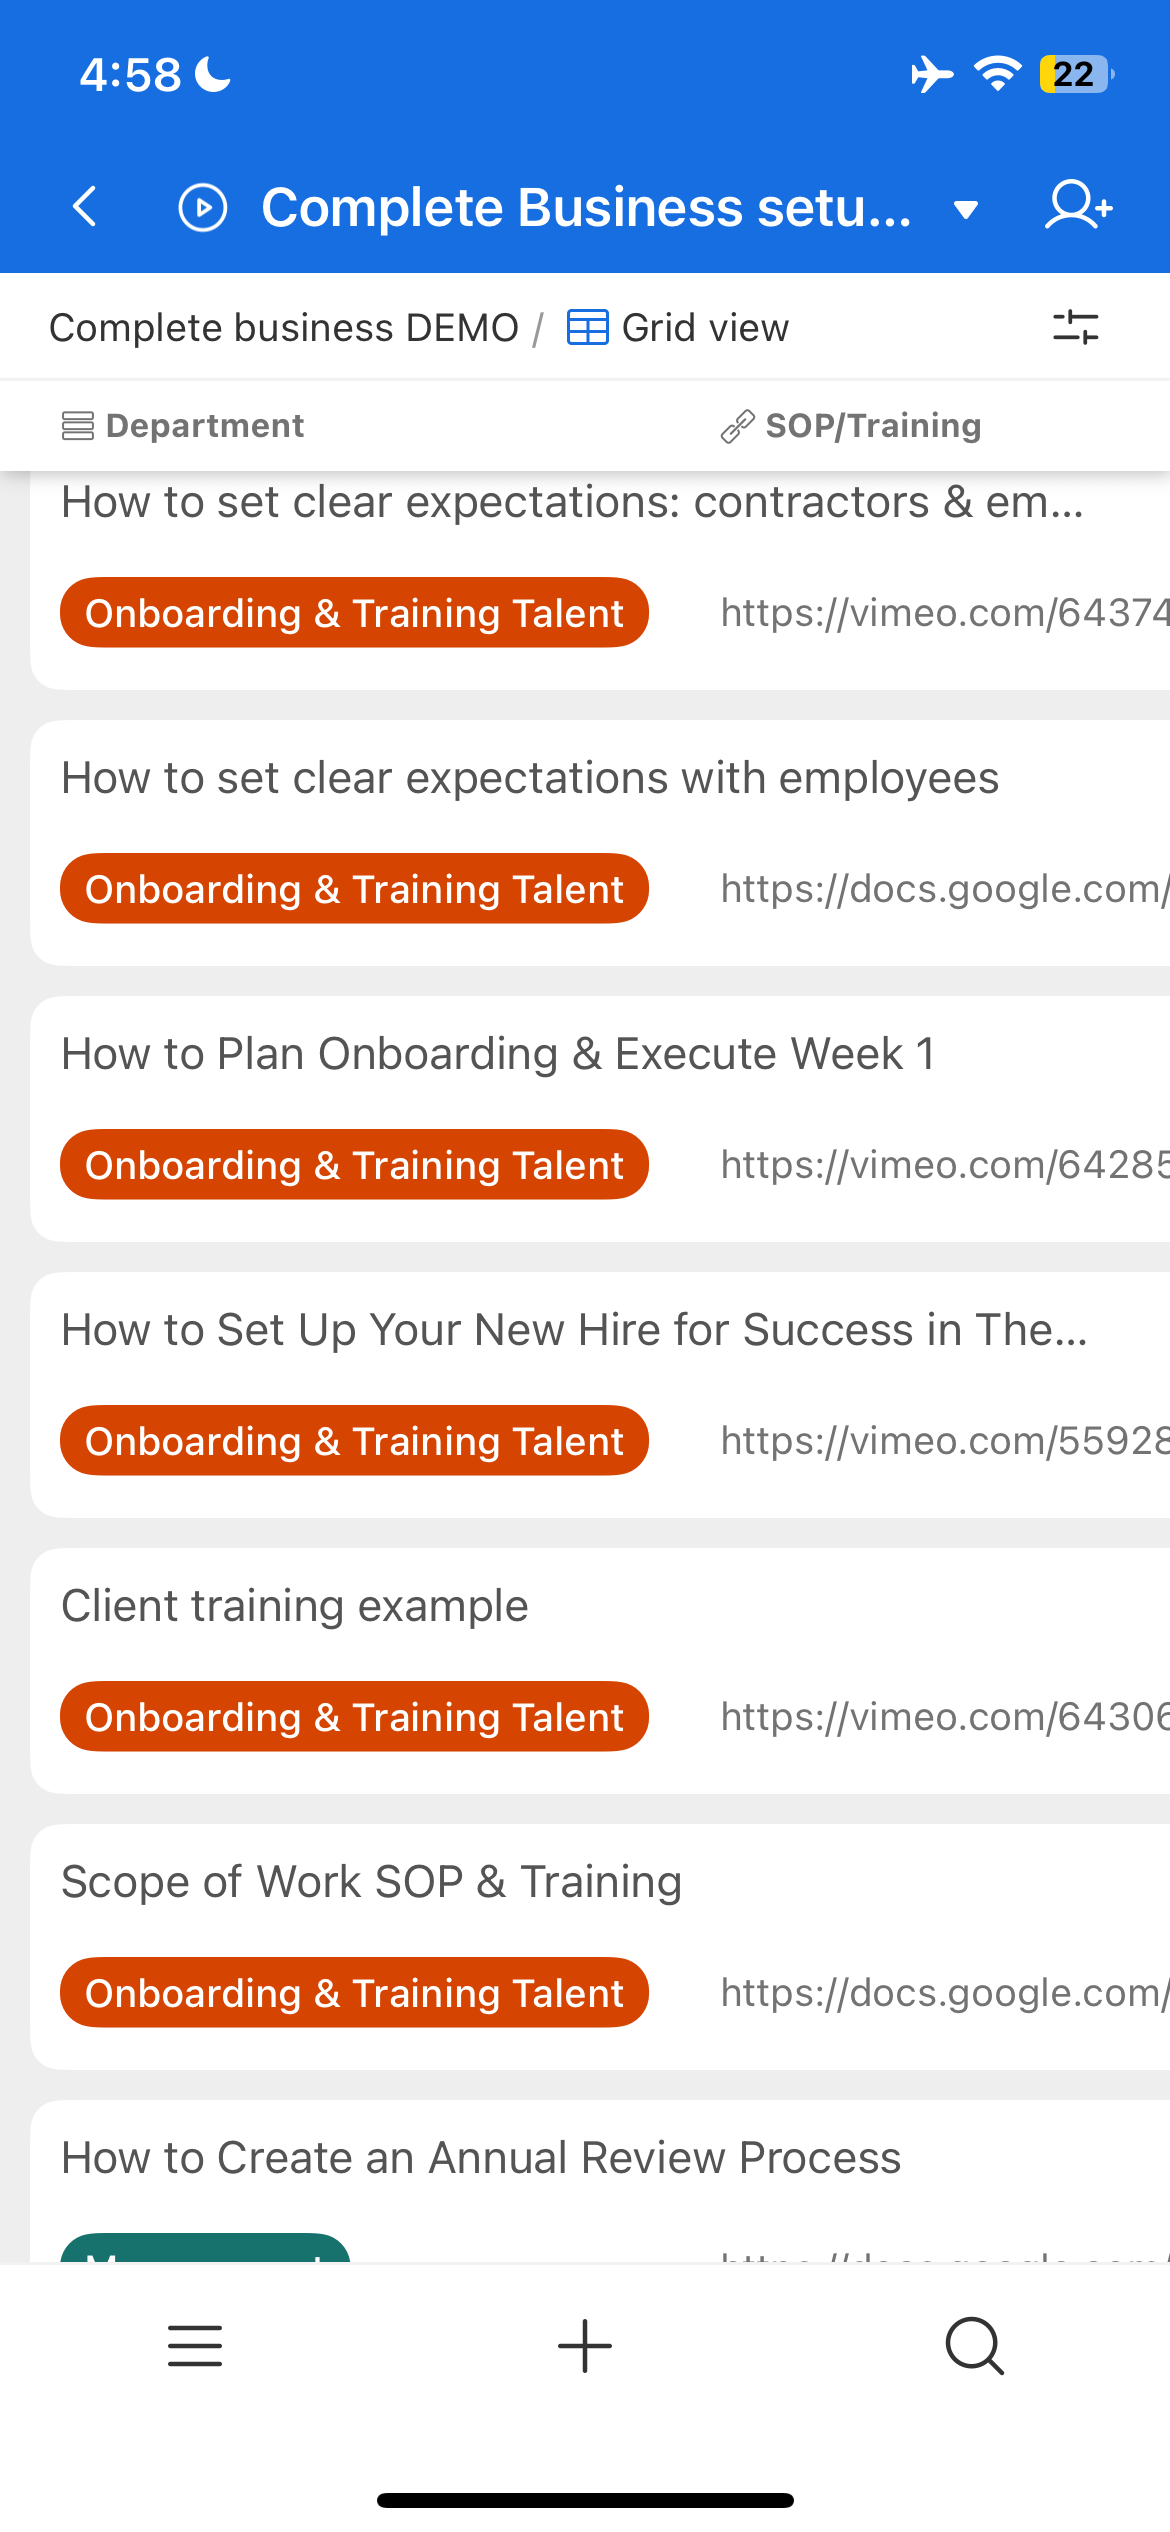 4:58
22
Complete Business setu...
Complete business DEMO / Grid view
Department SOP/Training
How to set clear expectations: contractors & em...
Onboarding & Training Talent https://vimeo.com/64374
How to set clear expectations with employees
Onboarding & Training Talent https://docs.google.com/
How to Plan Onboarding & Execute Week 1
Onboarding & Training Talent https://vimeo.com/64285
How to Set Up Your New Hire for Success in The...
Onboarding & Training Talent https://vimeo.com/55928
Client training example
Onboarding & Training Talent https://vimeo.com/64306
Scope of Work SOP & Training
Onboarding & Training Talent https://docs.google.com/
How to Create an Annual Review Process